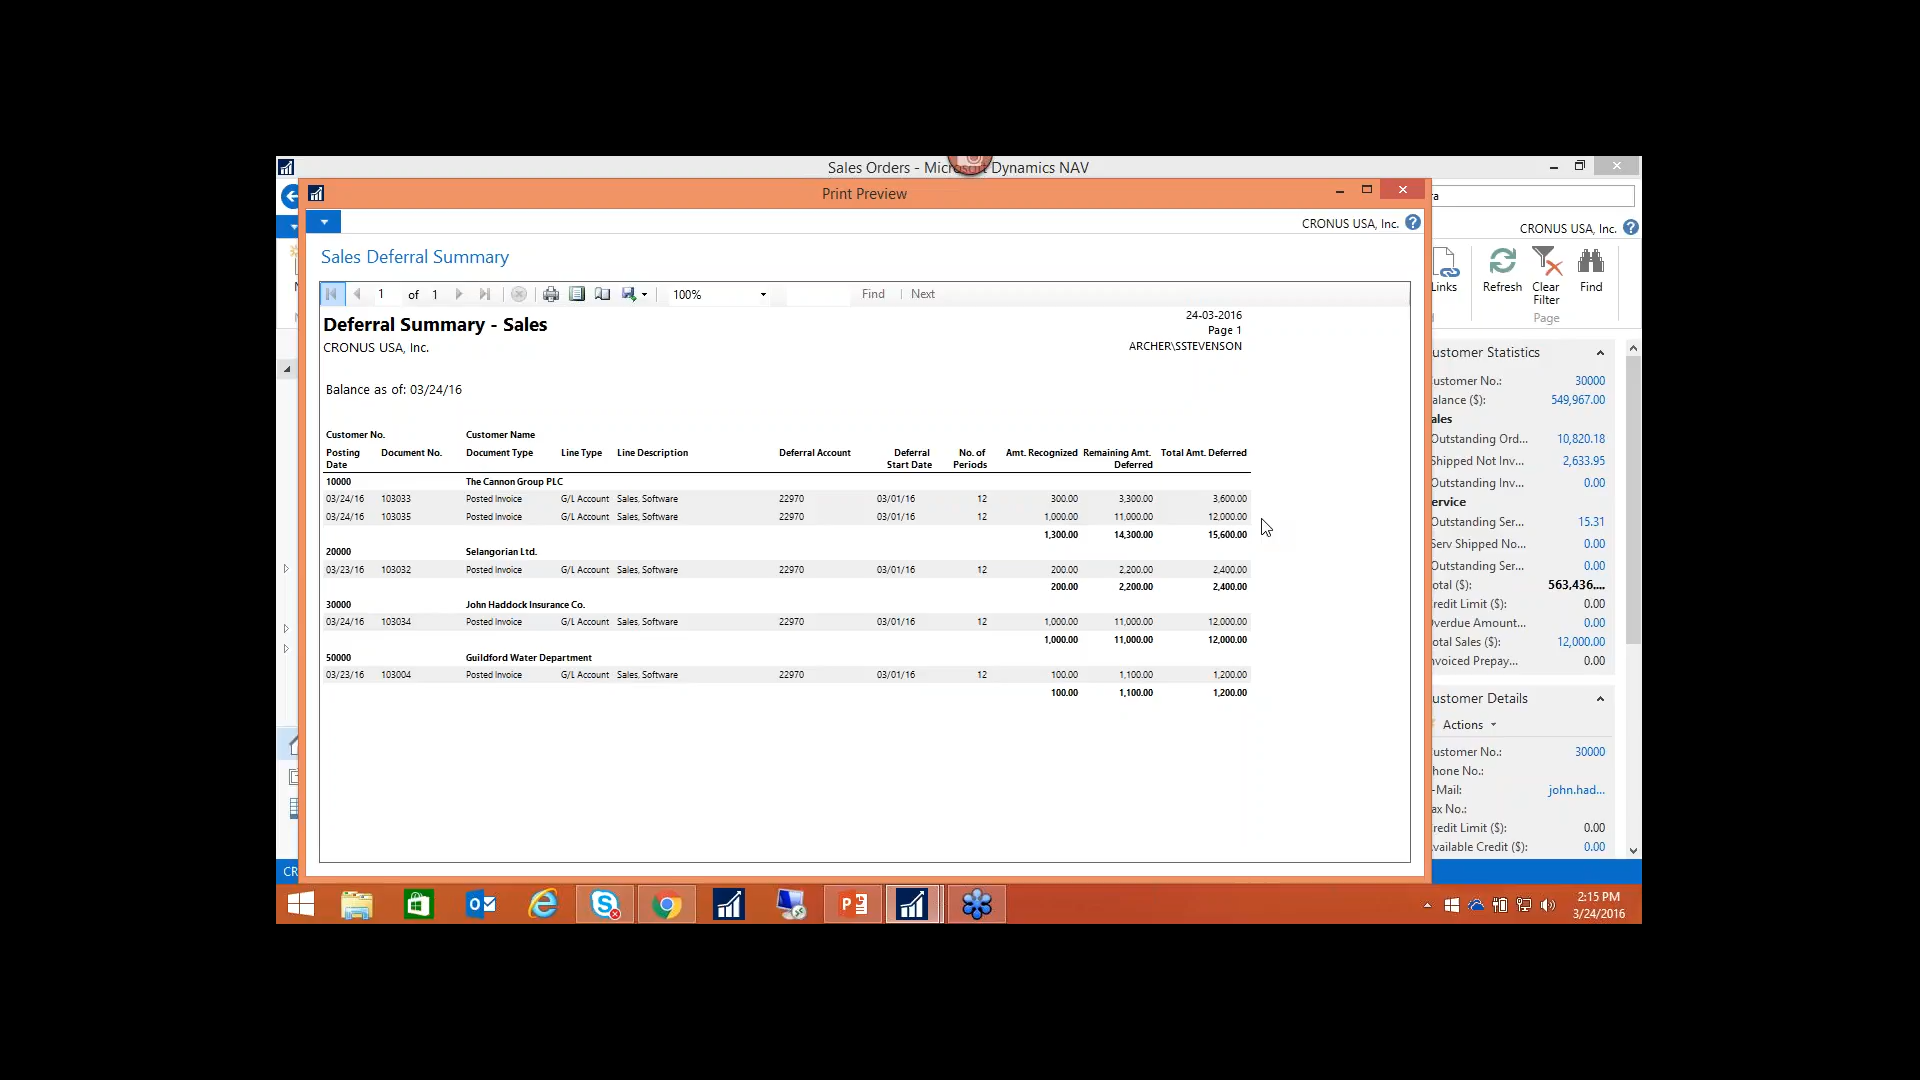 Sales Orders - Microsoft Dynamics NAV
Print Preview
CRONUS USA, Inc.
CRONUS USA, Inc.
Sales Deferral Summary
1 of 1 100% Find | Next
Links Refresh Clear Filter Find
Page
Deferral Summary - Sales
24-03-2016
Page 1
CRONUS USA, Inc.
ARCHER\SSTEVENSON
Balance as of: 03/24/16
Customer No. Customer Name
Posting Date Document No. Document Type Line Type Line Description Deferral Account Deferral Start Date No. of Periods Amt. Recognized Remaining Amt. Deferred Total Amt. Deferred
10000 The Cannon Group PLC
03/24/16 103033 Posted Invoice G/L Account Sales, Software 22970 03/01/16 12 300.00 3,300.00 3,600.00
03/24/16 103035 Posted Invoice G/L Account Sales, Software 22970 03/01/16 12 1,000.00 11,000.00 12,000.00
1,300.00 14,300.00 15,600.00
20000 Selangorian Ltd.
03/23/16 103032 Posted Invoice G/L Account Sales, Software 22970 03/01/16 12 200.00 2,200.00 2,400.00
200.00 2,200.00 2,400.00
30000 John Haddock Insurance Co.
03/24/16 103034 Posted Invoice G/L Account Sales, Software 22970 03/01/16 12 1,000.00 11,000.00 12,000.00
1,000.00 11,000.00 12,000.00
50000 Guildford Water Department
03/23/16 103004 Posted Invoice G/L Account Sales, Software 22970 03/01/16 12 100.00 1,100.00 1,200.00
100.00 1,100.00 1,200.00
ustomer Statistics
ustomer No.: 30000
alance ($): 549,967.00
ales
Outstanding Ord... 10,820.18
Shipped Not Inv... 2,633.95
Outstanding Inv... 0.00
ervice
Outstanding Ser... 15.31
Serv Shipped No... 0.00
Outstanding Ser... 0.00
otal ($): 563,436....
redit Limit ($): 0.00
verdue Amount... 0.00
otal Sales ($): 12,000.00
nvoiced Prepay... 0.00
ustomer Details
Actions
ustomer No.: 30000
hone No.:
-Mail: john.had...
ax No.:
redit Limit ($): 0.00
vailable Credit ($): 0.00
CR
2:15 PM
3/24/2016